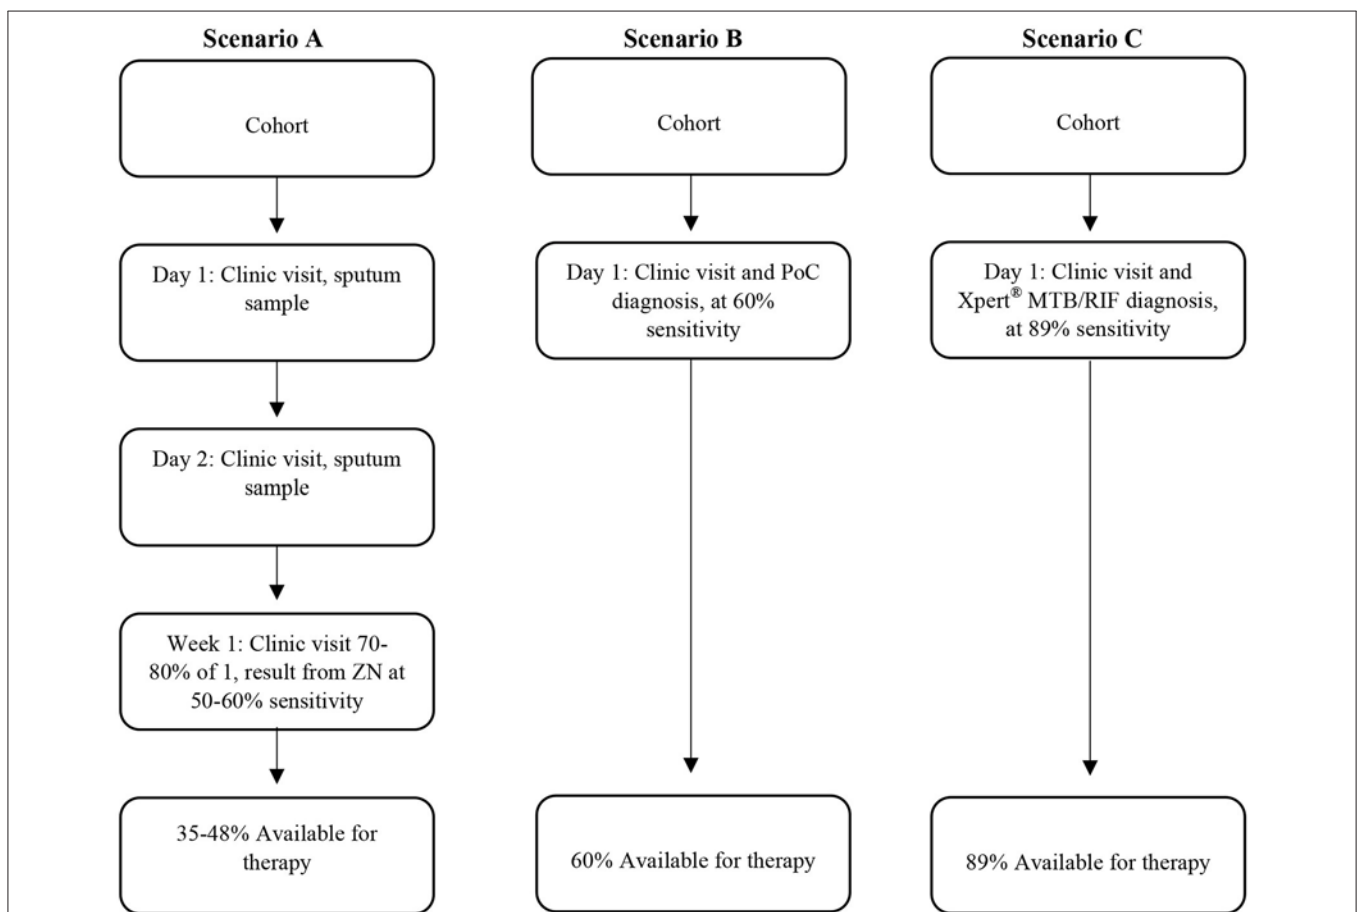 Scenario A
Cohort
Day 1: Clinic visit, sputum
sample
Day 2: Clinic visit, sputum
sample
Week 1: Clinic visit 70-
80% of 1, result from ZN at
50-60% sensitivity
35-48% Available for
therapy
Scenario B
Cohort
Day 1: Clinic visit and PoC
diagnosis, at 60%
sensitivity
60% Available for therapy
Scenario C
Cohort
Day 1: Clinic visit and
Xpert® MTB/RIF diagnosis,
at 89% sensitivity
89% Available for therapy